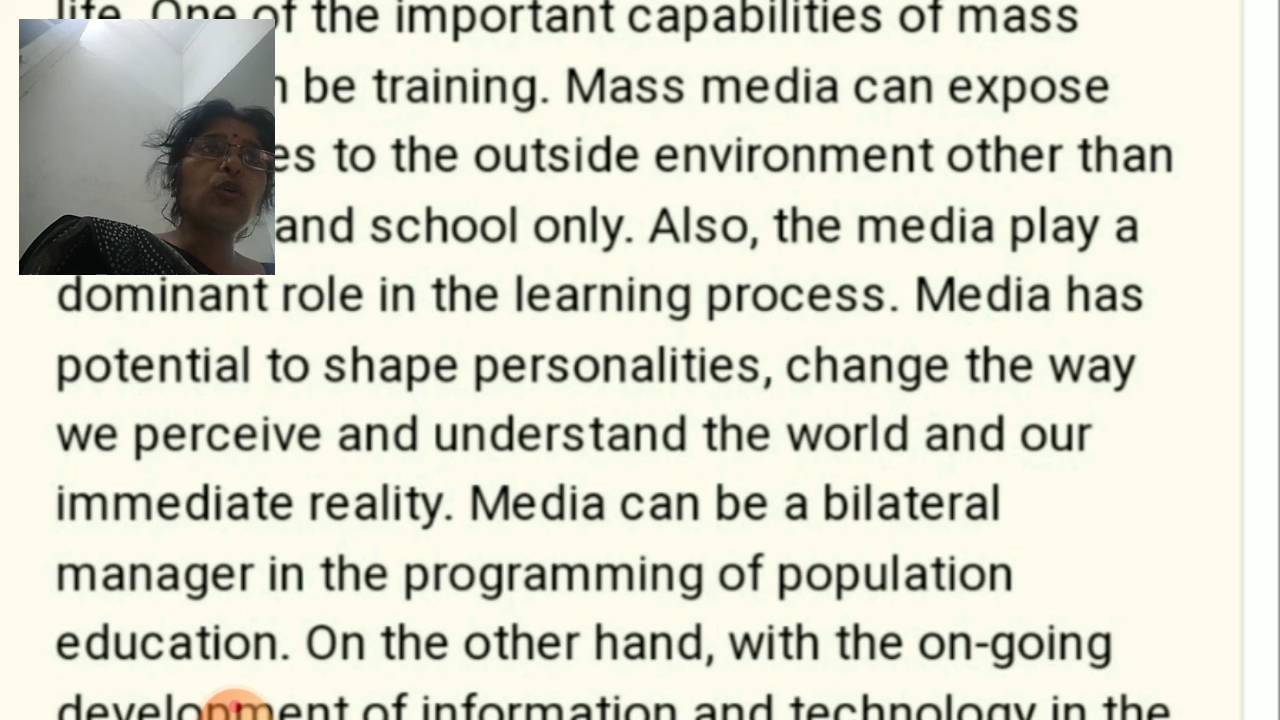 life. One of the important capabilities of mass
be training. Mass media can expose
to the outside environment other than
and school only. Also, the media play a
dominant role in the learning process. Media has
potential to shape personalities, change the way
we perceive and understand the world and our
immediate reality. Media can be a bilateral
manager in the programming of population
education. On the other hand, with the on-going
development of information and technology in the